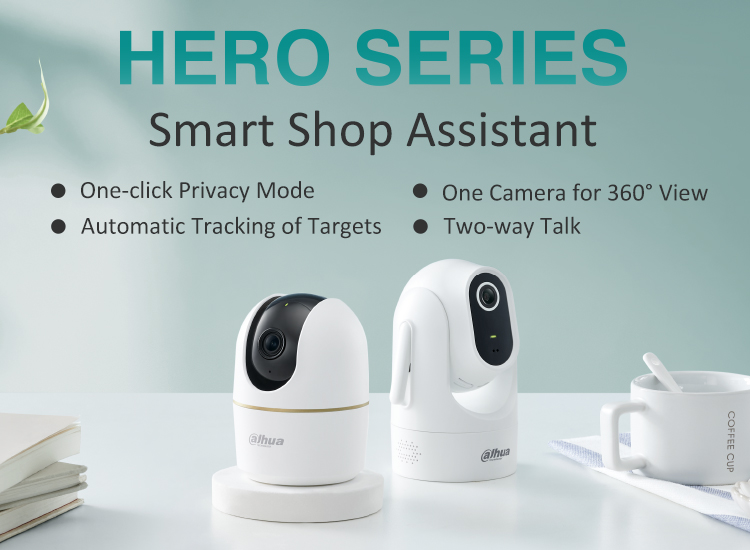 HERO SERIES
Smart Shop Assistant
One-click Privacy Mode
One Camera for 360° View
Automatic Tracking of Targets
Two-way Talk
alhua
alhua
COFFEE CUP